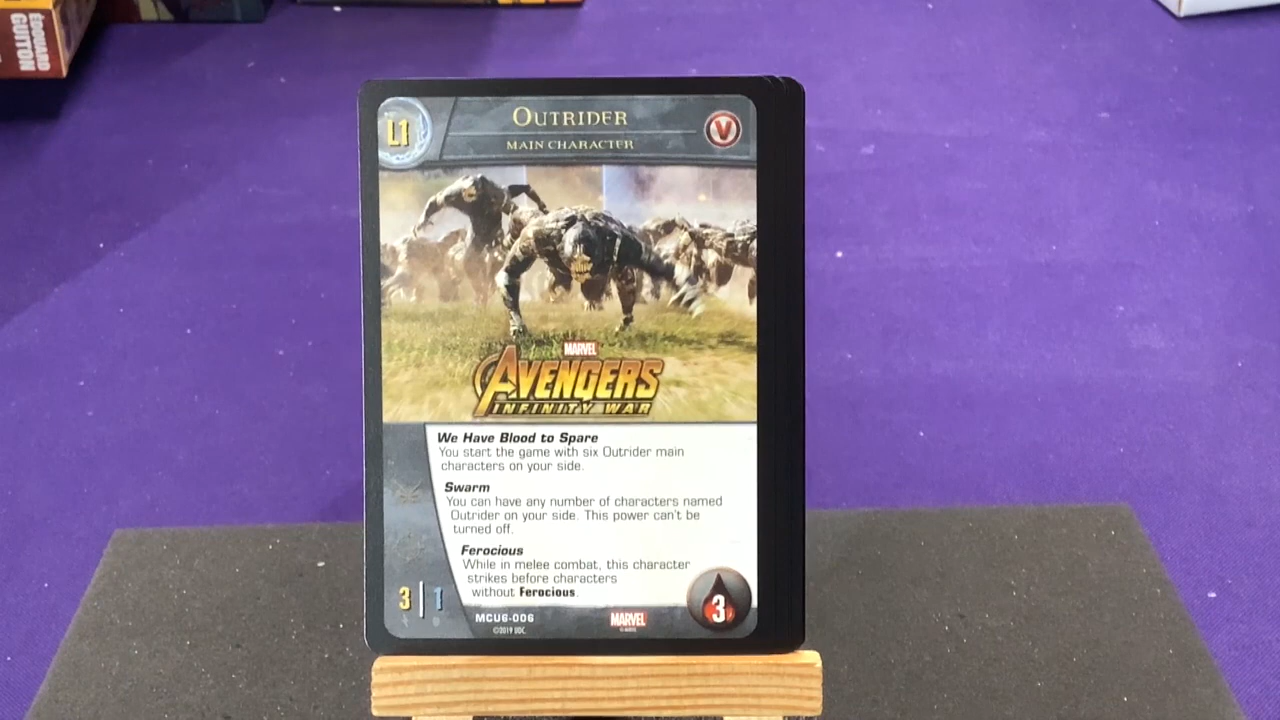 ÉDOUARD
GUITON
L1
OUTRIDER
V
MAIN CHARACTER
MARVEL
AVENGERS
INFINITY WAR
We Have Blood to Spare
You start the game with six Outrider main
characters on your side.
Swarm
You can have any number of characters named
Outrider on your side. This power can't be
turned off.
Ferocious
While in melee combat, this character
strikes before characters
without Ferocious.
3 | 1
3
MCU6-006
MARVEL
©2019 UDC.